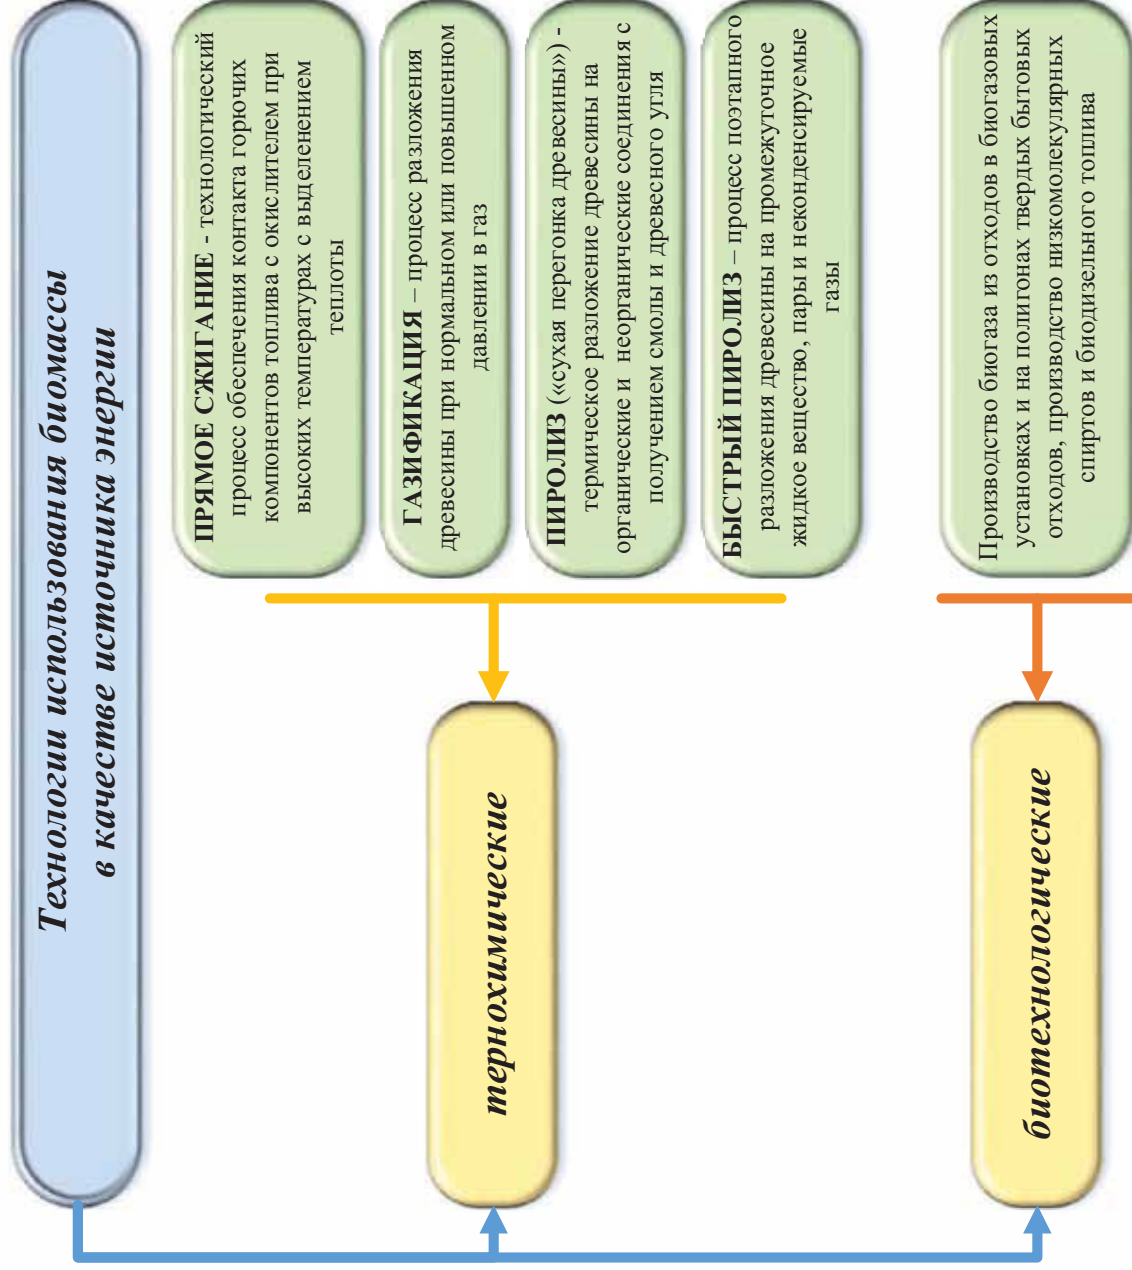 Технологии использования биомассы
в качестве источника энергии
тернохимические
ПРЯМОЕ СЖИГАНИЕ - технологический
процесс обеспечения контакта горючих
компонентов топлива с окислителем при
высоких температурах с выделением
теплоты
ГАЗИФИКАЦИЯ – процесс разложения
древесины при нормальном или повышенном
давлении в газ
ПИРОЛИЗ («сухая перегонка древесины») -
термическое разложение древесины на
органические и неорганические соединения с
получением смолы и древесного угля
БЫСТРЫЙ ПИРОЛИЗ – процесс поэтапного
разложения древесины на промежуточное
жидкое вещество, пары и неконденсируемые
газы
биотехнологические
Производство биогаза из отходов в биогазовых
установках и на полигонах твердых бытовых
отходов, производство низкомолекулярных
спиртов и биодизельного топлива